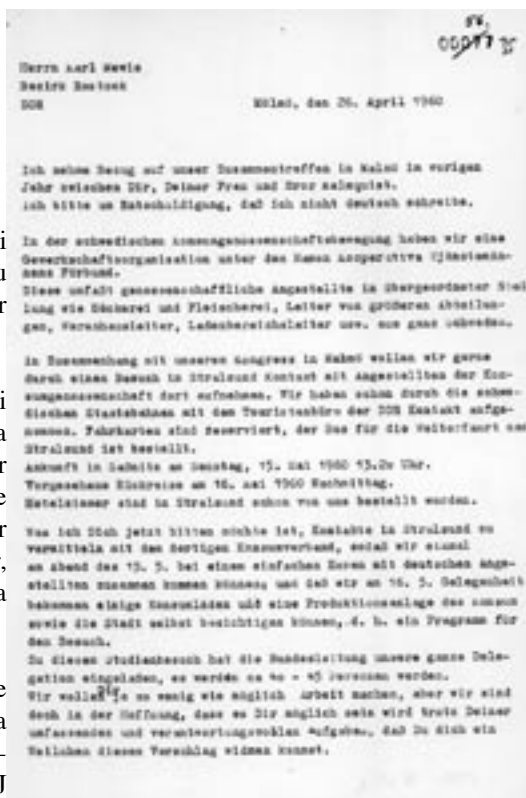 Herrn Karl Mewis
Bezirk Rostock
DDR
Malmö, den 26. April 1960
Ich nehme Bezug auf unser Zusammentreffen in Malmö im vorigen
Jahr zwischen Dir, Deiner Frau und Bror Malmquist.
Ich bitte um Entschuldigung, daß ich nicht deutsch schreibe.
In der schwedischen Konsumgenossenschaftsbewegung haben wir eine
Gewerkschaftsorganisation unter dem Namen Kooperativa Tjänstemän-
nens Förbund.
Diese umfaßt genossenschaftliche Angestellte in übergeordneter Stel
lung wie Bäckerei und Fleischerei, Leiter von größeren Abteilun-
gen, Warenhausleiter, Ladenbereichsleiter usw. aus ganz Schweden.
In Zusammenhang mit unserem Kongress in Malmö wollen wir gerne
durch einen Besuch in Stralsund Kontakt mit Angestellten der Kon-
sumgenossenschaft dort aufnehmen. Wir haben schon durch die schwe-
dischen Staatsbahnen mit dem Touristenbüro der DDR Kontakt aufge-
nommen. Fahrkarten sind reserviert, der Bus für die Weiterfahrt nac
Stralsund ist bestellt.
Ankunft in Saßnitz am Sonntag, 15. Mai 1960 13.20 Uhr.
Vorgesehene Rückreise am 16. Mai 1960 Nachmittag.
Hotelzimmer sind in Stralsund schon von uns bestellt worden.
Was ich Dich jetzt bitten möchte ist, Kontakte in Stralsund zu
vermitteln mit dem dortigen Konsumverband, sodaß wir einmal
am Abend des 15. 5. bei einem einfachen Essen mit deutschen Ange-
stellten zusammen kommen können; und daß wir am 16. 5. Gelegenheit
bekommen einige Konsumläden und eine Produktionsanlage des Konsum
sowie die Stadt selbst besichtigen können, d. h. ein Programm für
den Besuch.
Zu diesem Studienbesuch hat die Bundesleitung unsere ganze Dele-
gation eingeladen, es werden ca 40 - 45 Personen werden.
Wir wollen Dir so wenig wie möglich Arbeit machen, aber wir sind
doch in der Hoffnung, dass es Dir möglich sein wird trotz Deiner
umfassenden und verantwortungsvollen Aufgaben, daß Du dich ein
Weilchen diesem Vorschlag widmen kannst.